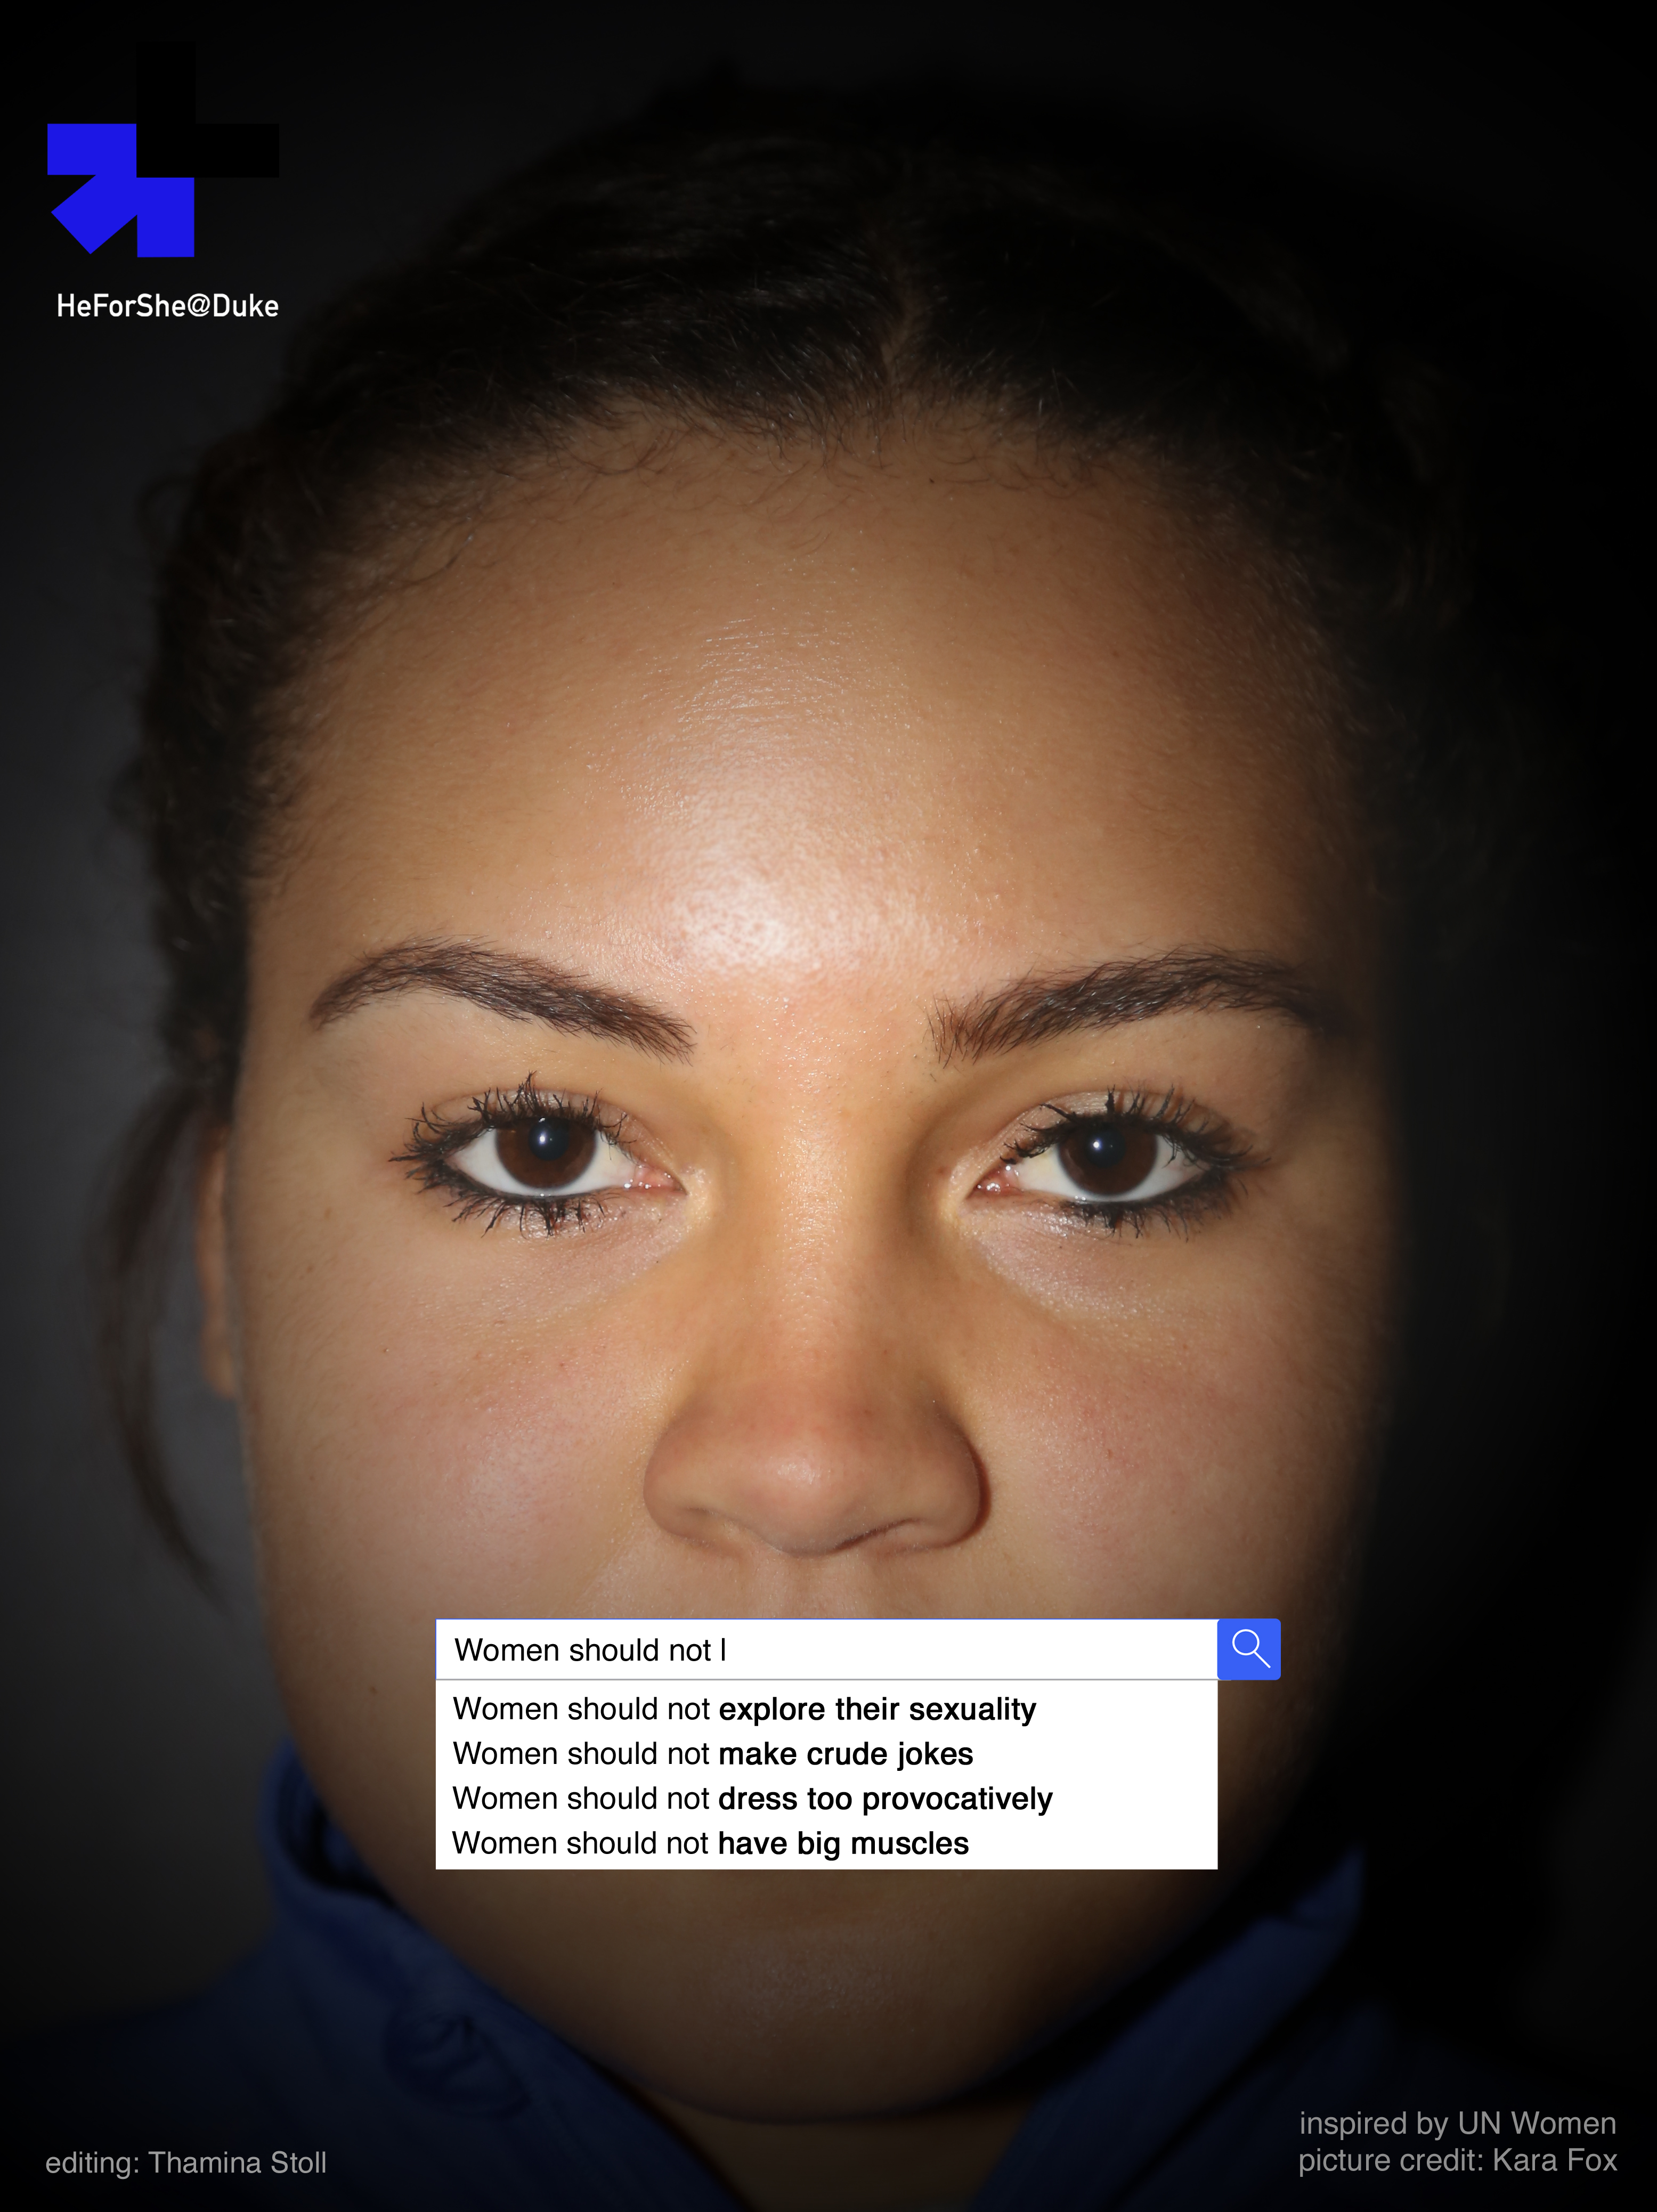 HeForShe@Duke
Women should not |
Women should not explore their sexuality
Women should not make crude jokes
Women should not dress too provocatively
Women should not have big muscles
editing: Thamina Stoll
inspired by UN Women
picture credit: Kara Fox